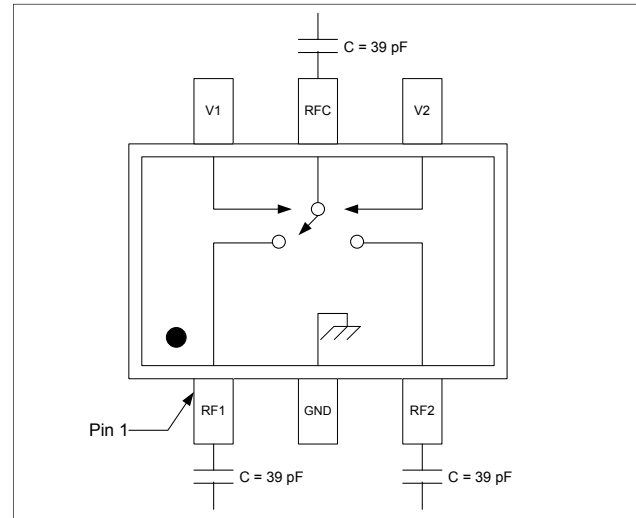 C = 39 pF
V1
RFC
V2
RF1
GND
RF2
Pin 1
C = 39 pF
C = 39 pF